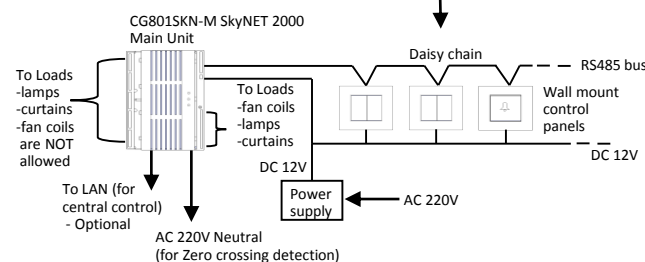 CG801SKN-M SkyNET 2000
Main Unit
Daisy chain
RS485 bus
To Loads
-lamps
-curtains
-fan coils
are NOT
allowed
To Loads
-fan coils
-lamps
-curtains
Wall mount
control
panels
DC 12V
DC 12V
Power
supply
AC 220V
To LAN (for
central control)
- Optional
AC 220V Neutral
(for Zero crossing detection)